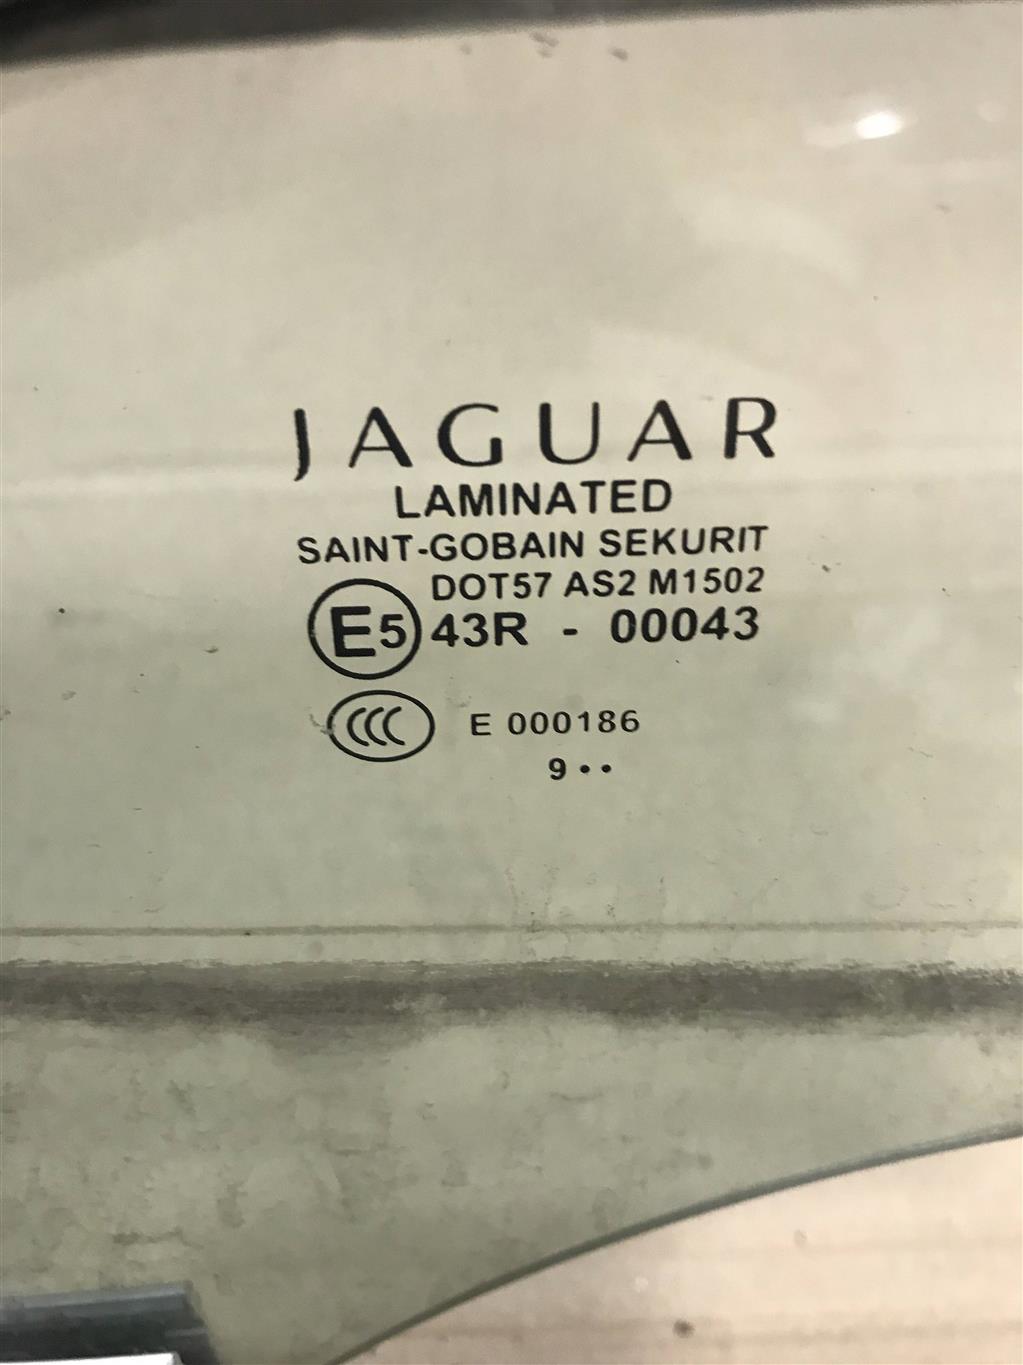 JAGUAR
LAMINATED
SAINT-GOBAIN SEKURIT
DOT57 AS2 M1502
E5 43R - 00043
CCC E 000186
9 • •